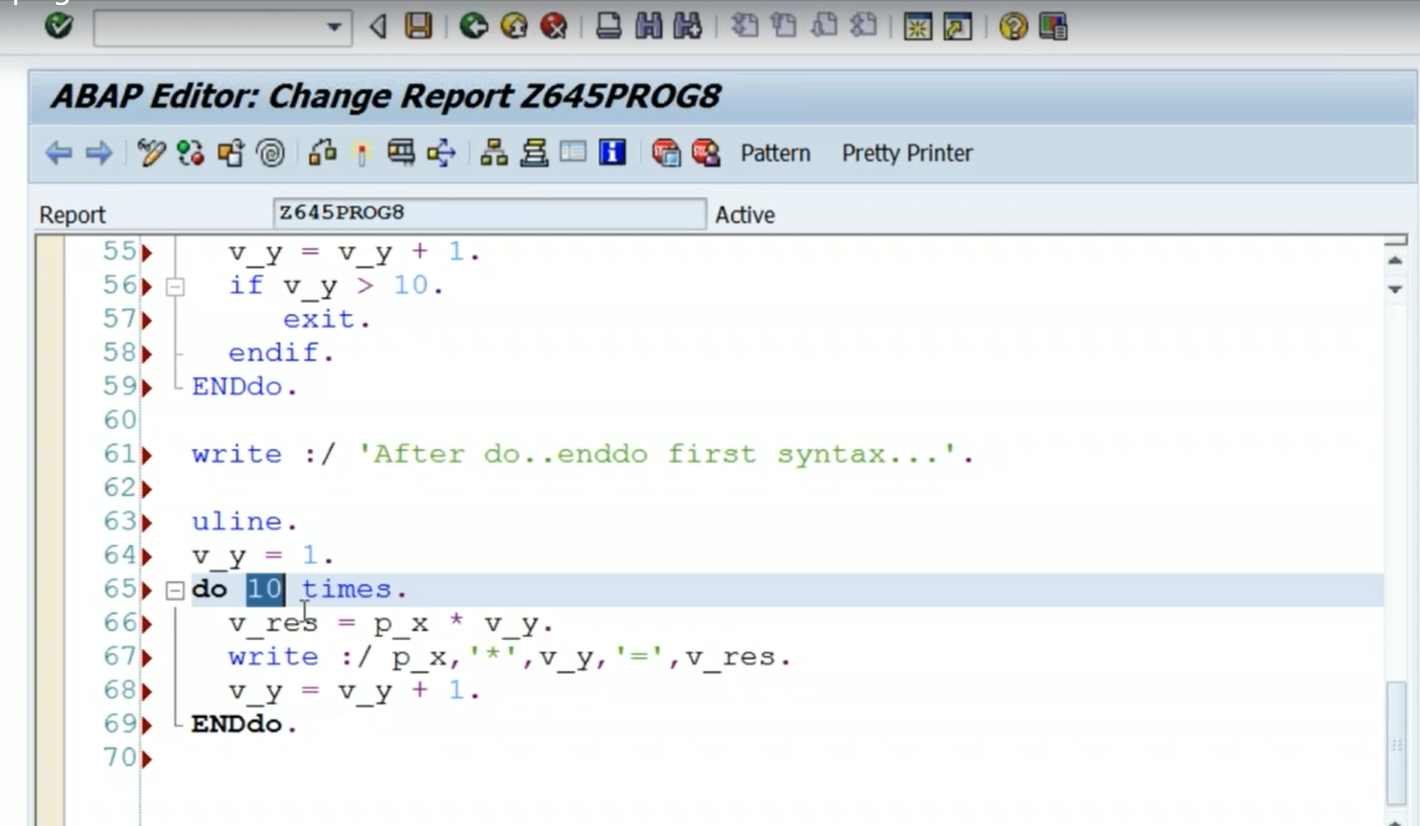 ABAP Editor: Change Report Z645PROG8
Pattern Pretty Printer
Report Z645PROG8 Active
55 v_y = v_y + 1.
56 if v_y > 10.
57 exit.
58 endif.
59 ENDdo.
60
61 write :/ 'After do..enddo first syntax...'.
62
63 uline.
64 v_y = 1.
65 do 10 times.
66 v_res = p_x * v_y.
67 write :/ p_x,'*',v_y,'=',v_res.
68 v_y = v_y + 1.
69 ENDdo.
70